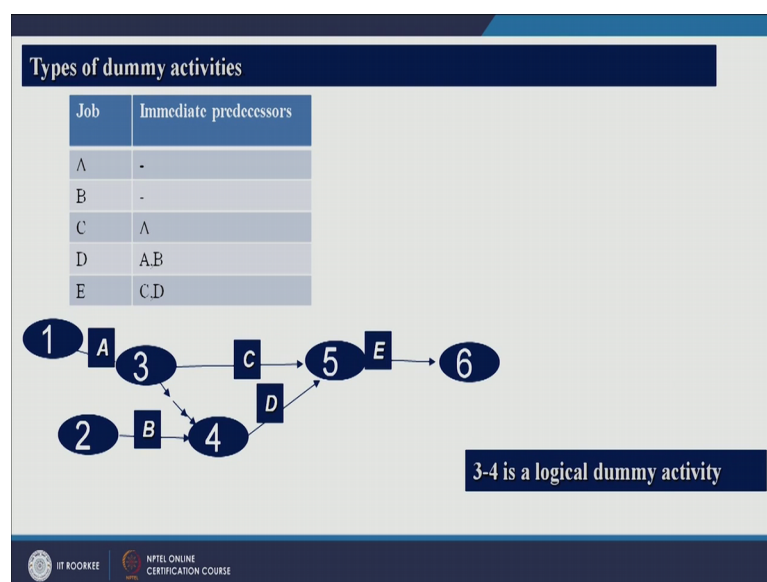 Types of dummy activities
Job Immediate predecessors
A -
B -
C A
D A,B
E C,D
1 A 3 C 5 E 6
2 B 4 D
3-4 is a logical dummy activity
IIT ROORKEE
NPTEL ONLINE
CERTIFICATION COURSE